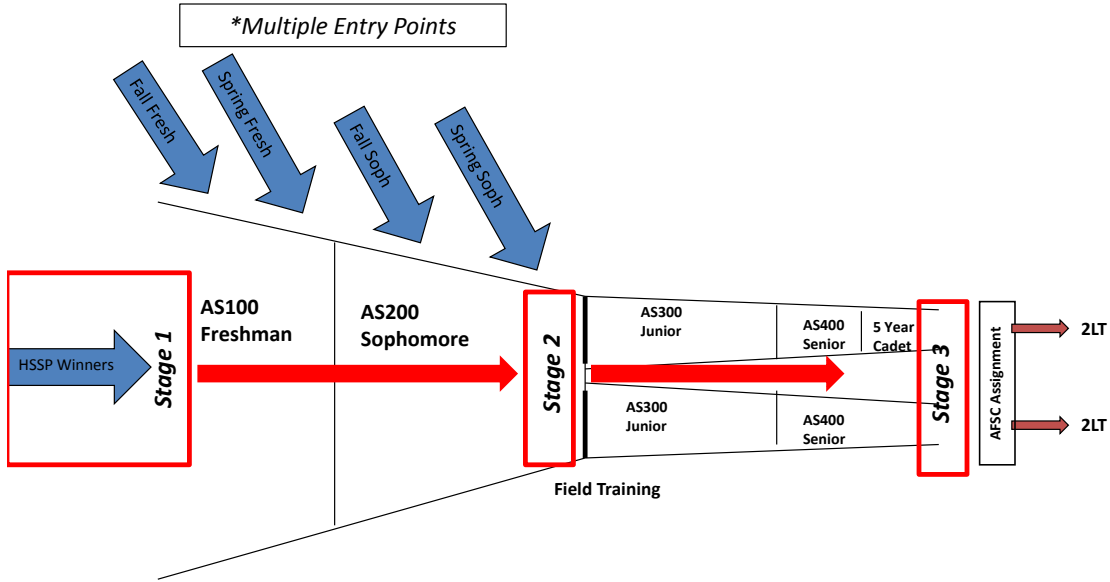 *Multiple Entry Points
Fall Fresh
Spring Fresh
Fall Soph
Spring Soph
HSSP Winners
Stage 1
AS100
Freshman
AS200
Sophomore
Stage 2
Field Training
AS300
Junior
AS400
Senior
5 Year
Cadet
AS300
Junior
AS400
Senior
Stage 3
AFSC Assignment
2LT
2LT